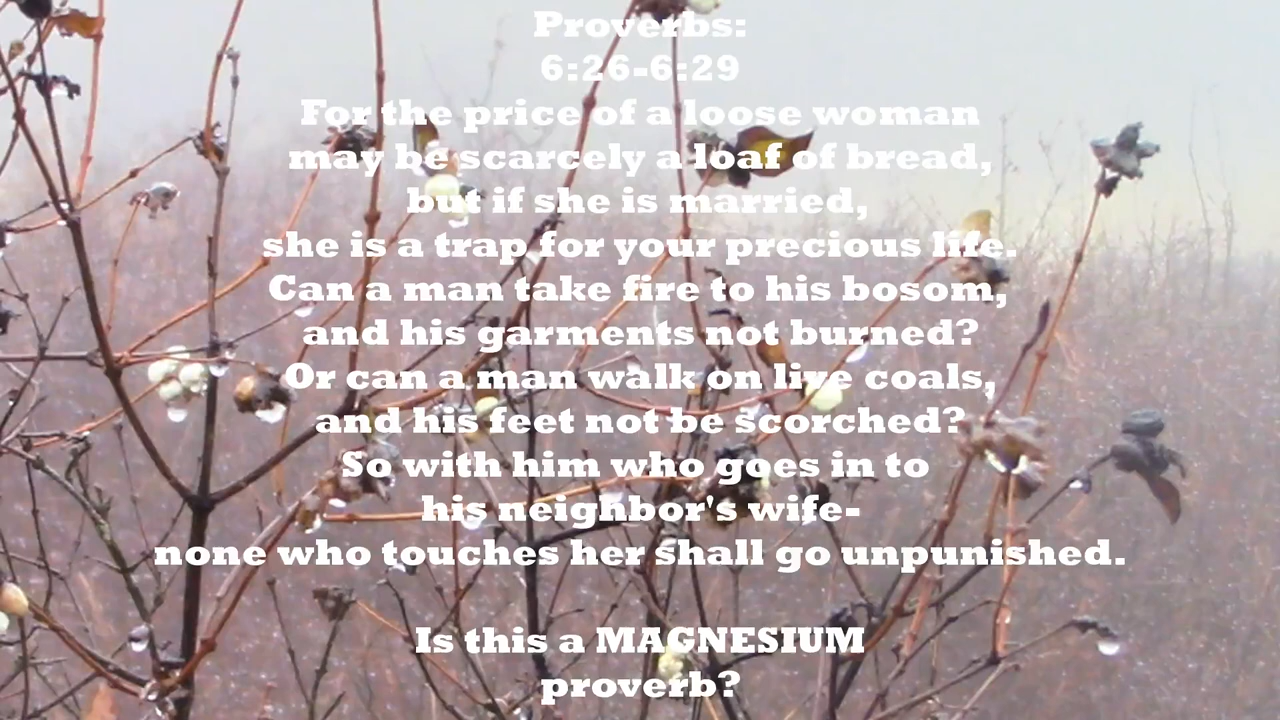 Proverbs:
6:26-6:29
For the price of a loose woman
may be scarcely a loaf of bread,
but if she is married,
she is a trap for your precious life.
Can a man take fire to his bosom,
and his garments not burned?
Or can a man walk on live coals,
and his feet not be scorched?
So with him who goes in to
his neighbor's wife-
none who touches her shall go unpunished.
Is this a MAGNESIUM
proverb?